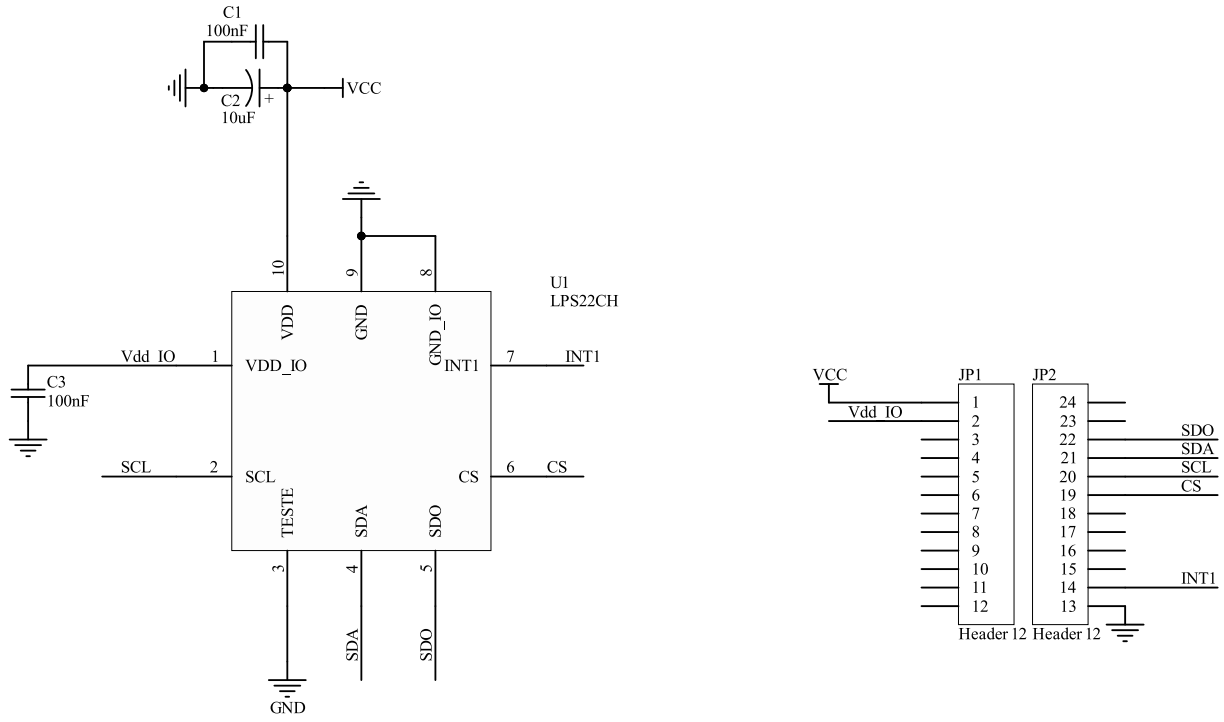 C1
100nF
C2
10uF
+
VCC
10
9
8
U1
LPS22CH
VDD
GND
GND_IO
Vdd_IO
1
VDD_IO
INT1
7
INT1
C3
100nF
SCL
2
SCL
CS
6
CS
TESTE
SDA
SDO
3
4
5
SDA
SDO
GND
VCC
Vdd_IO
JP1
1
2
3
4
5
6
7
8
9
10
11
12
Header 12
JP2
24
23
22
21
20
19
18
17
16
15
14
13
Header 12
SDO
SDA
SCL
CS
INT1